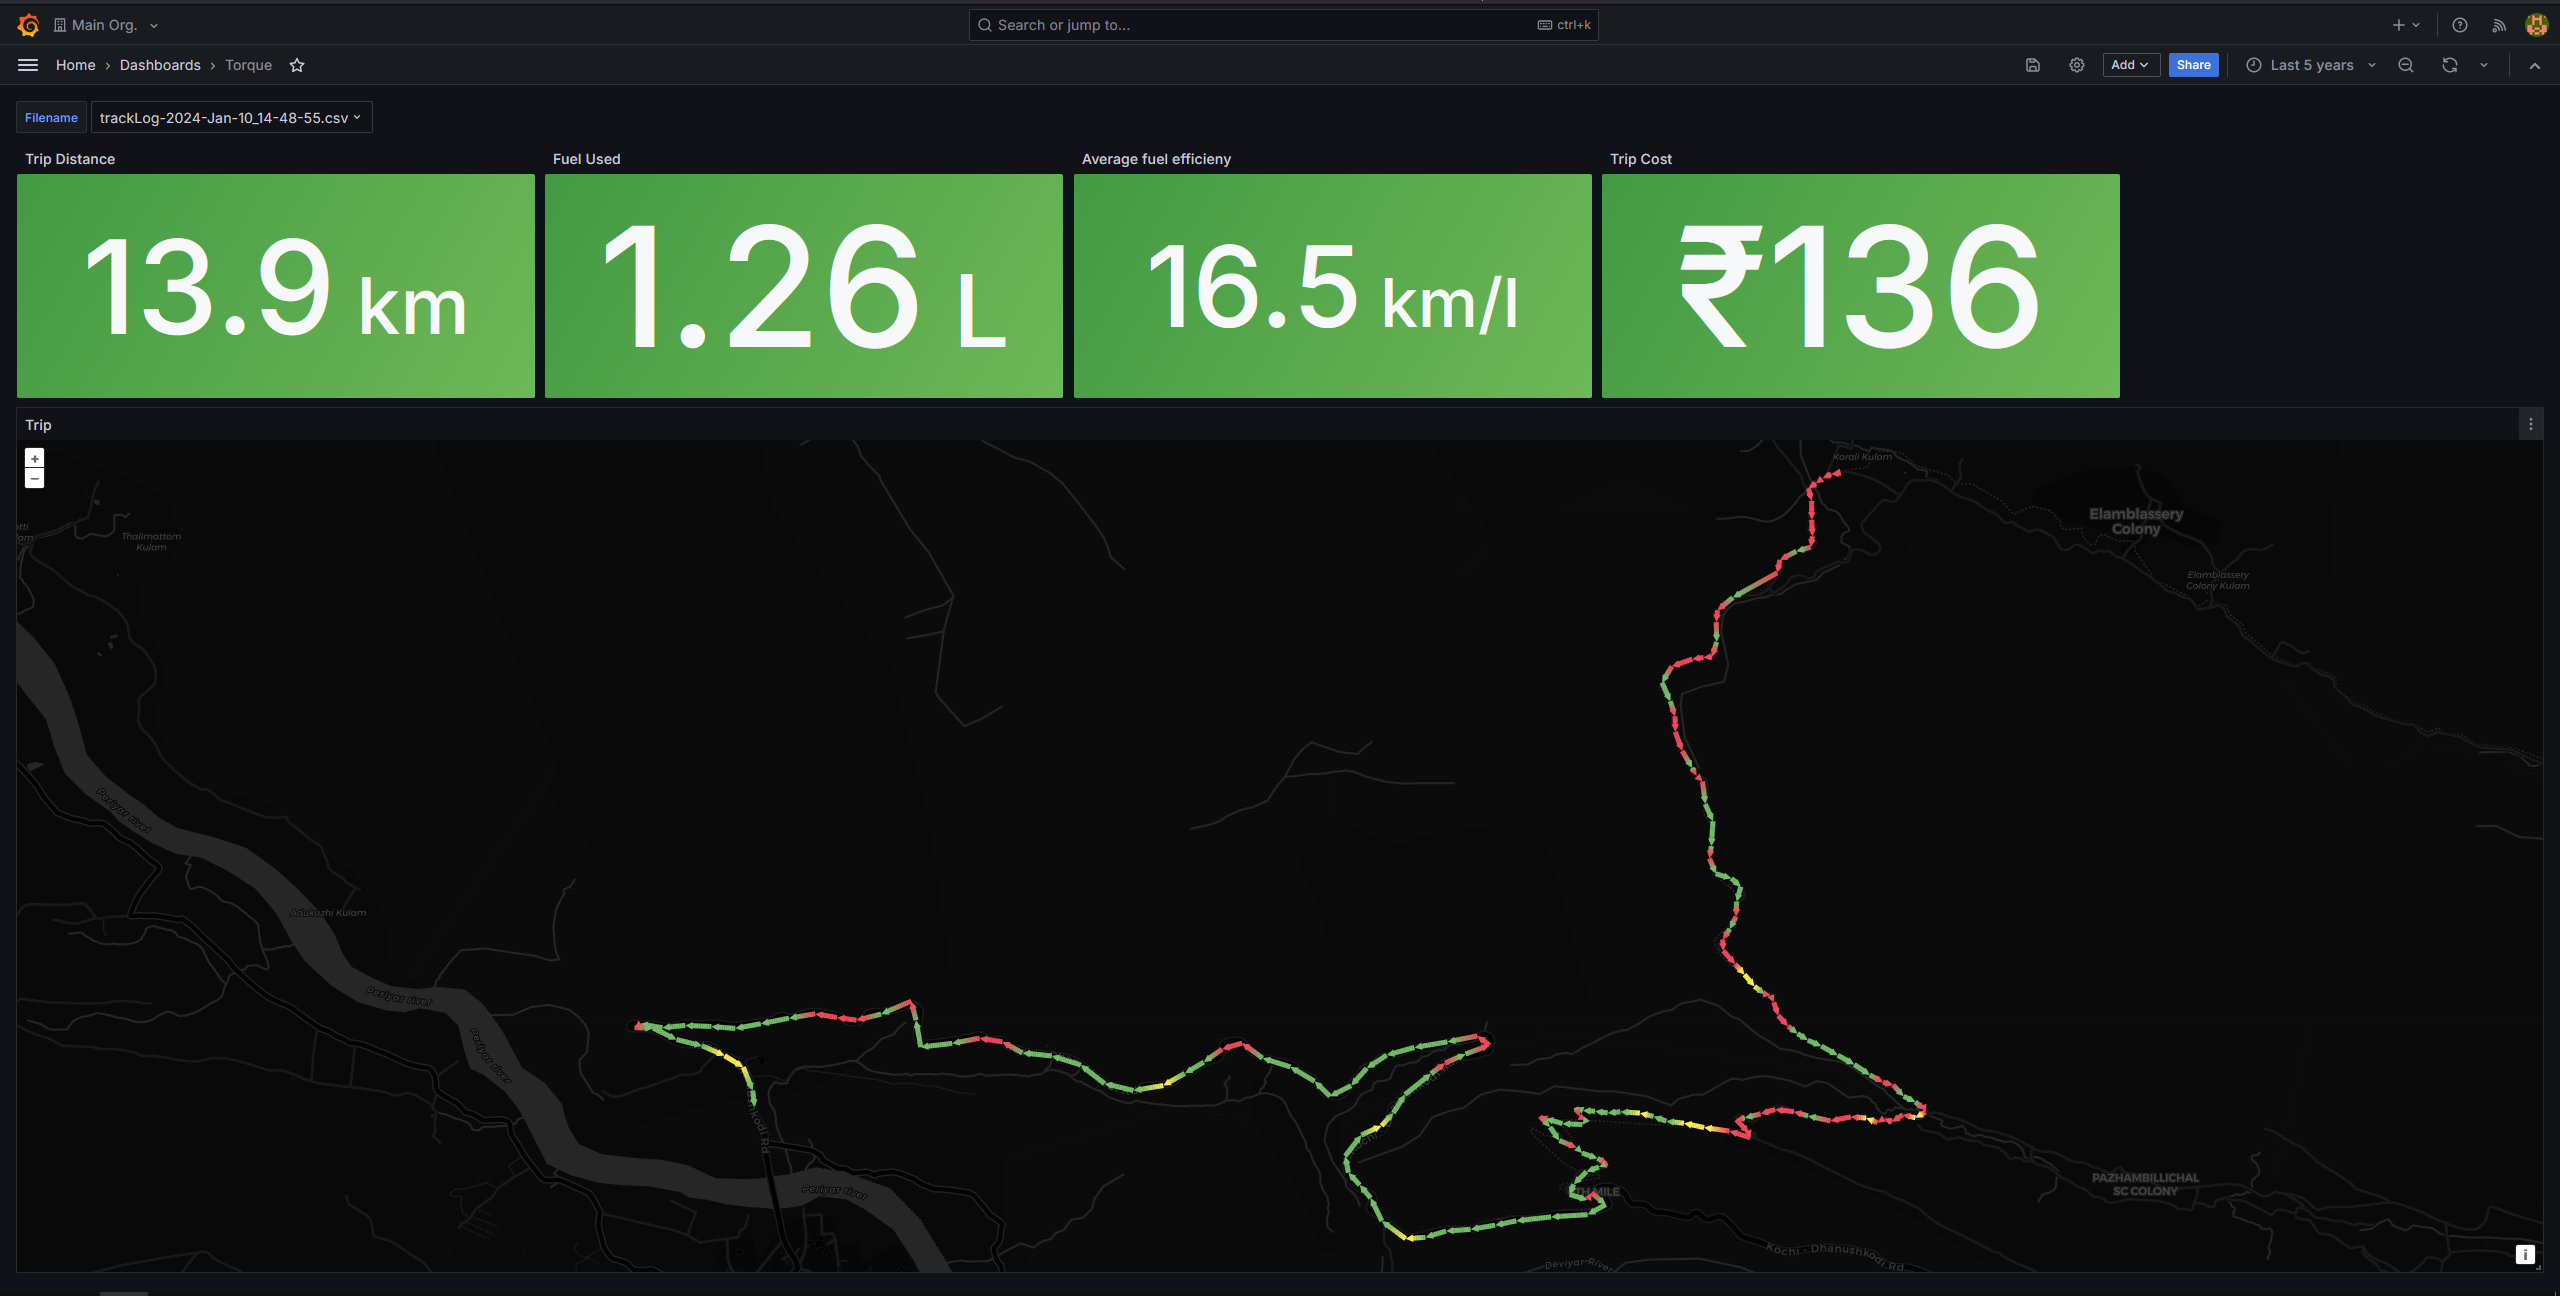 Main Org.
Search or jump to...
ctrl+k
Home › Dashboards › Torque
Add
Share
Last 5 years
Filename
trackLog-2024-Jan-10_14-48-55.csv
Trip Distance
Fuel Used
Average fuel efficieny
Trip Cost
13.9 km
1.26 L
16.5 km/l
₹136
Trip
+
−
Korali Kulam
Elamblassery
Colony
Thalimattom
Kulam
Elamblassery
Colony Kulam
Periyar river
Adukuzhi Kulam
Periyar river
Periyar river
Periyar river
PAZHAMBILLICHAL
SC COLONY
MILE
Kochi - Dhanushkodi Rd
Deviyar River
i